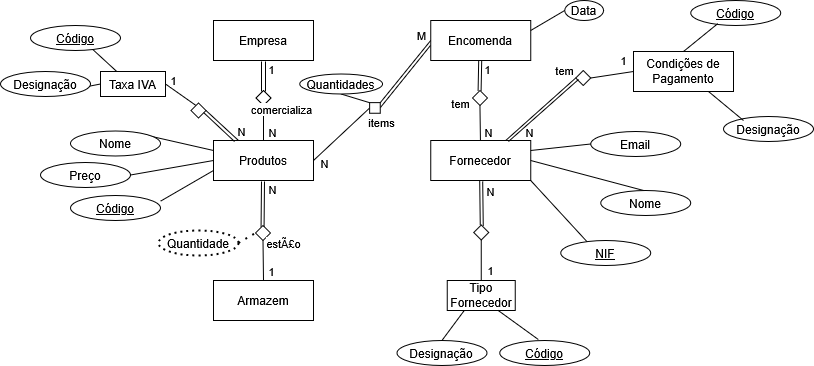 Data
Código
Código
Empresa
Encomenda
M
Condições de
Pagamento
1
tem
Designação
Taxa IVA
1
1
1
Quantidades
comercializa
tem
items
Designação
N
N
N
N
Nome
Produtos
Fornecedor
Email
N
Preço
Nome
N
N
Código
Quantidade
estÃ£o
NIF
1
1
Armazem
Tipo
Fornecedor
Designação
Código